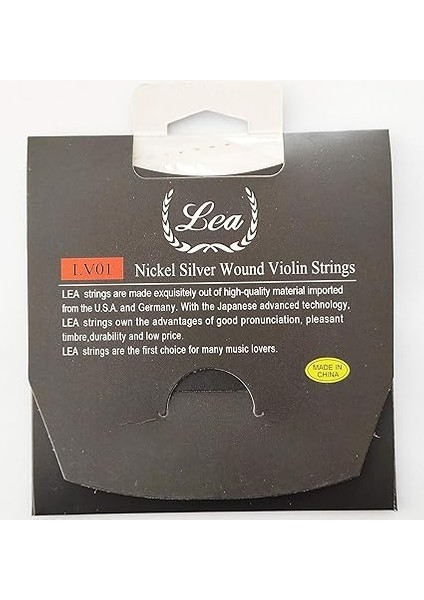 Lea
LV01 Nickel Silver Wound Violin Strings
LEA strings are made exquisitely out of high-quality material imported
from the U.S.A. and Germany. With the Japanese advanced technology,
LEA strings own the advantages of good pronunciation, pleasant
timbre,durability and low price.
LEA strings are the first choice for many music lovers.
MADE IN
CHINA